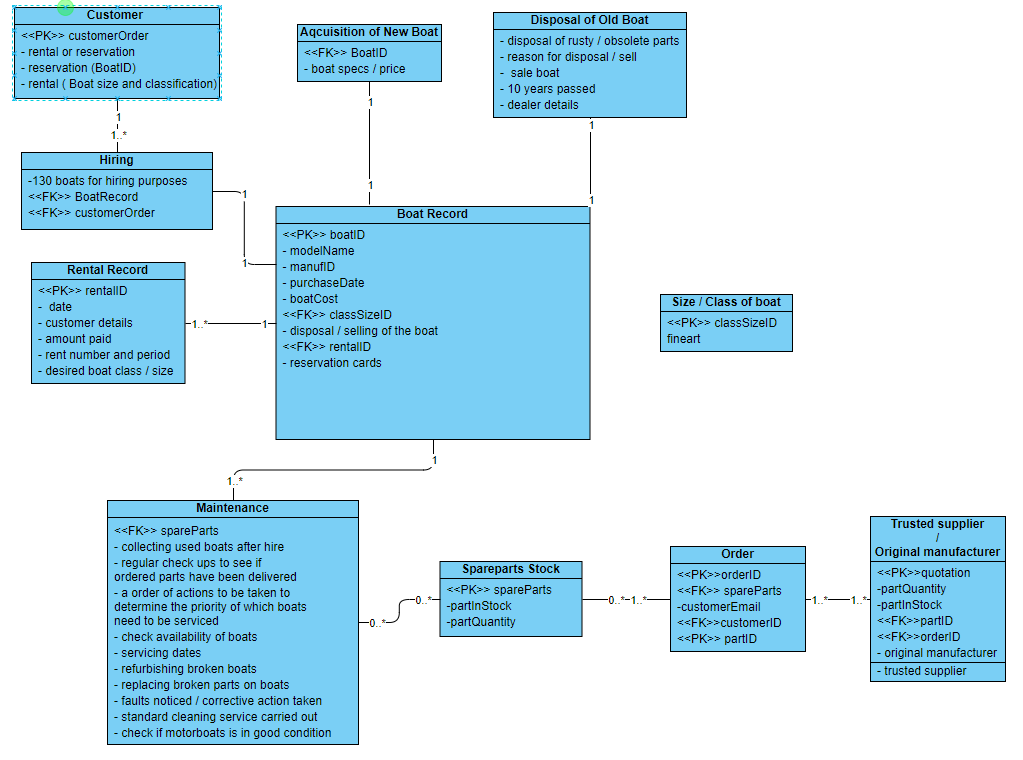 Customer
<<PK>> customerOrder
- rental or reservation
- reservation (BoatID)
- rental ( Boat size and classification)
1
1..*
Hiring
-130 boats for hiring purposes
<<FK>> BoatRecord
<<FK>> customerOrder
1
1
Aqcuisition of New Boat
<<FK>> BoatID
- boat specs / price
1
1
Disposal of Old Boat
- disposal of rusty / obsolete parts
- reason for disposal / sell
- sale boat
- 10 years passed
- dealer details
1
1
Rental Record
<<PK>> rentalID
- date
- customer details
- amount paid
- rent number and period
- desired boat class / size
1..*
1
Boat Record
<<PK>> boatID
- modelName
- manufID
- purchaseDate
- boatCost
<<FK>> classSizeID
- disposal / selling of the boat
<<FK>> rentalID
- reservation cards
Size / Class of boat
<<PK>> classSizeID
fineart
1
1..*
Maintenance
<<FK>> spareParts
- collecting used boats after hire
- regular check ups to see if
ordered parts have been delivered
- a order of actions to be taken to
determine the priority of which boats
need to be serviced
- check availability of boats
- servicing dates
- refurbishing broken boats
- replacing broken parts on boats
- faults noticed / corrective action taken
- standard cleaning service carried out
- check if motorboats is in good condition
0..*
0..*
Spareparts Stock
<<PK>> spareParts
-partInStock
-partQuantity
0..*
1..*
Order
<<PK>>orderID
<<FK>> spareParts
-customerEmail
<<FK>>customerID
<<PK>> partID
1..*
1..*
Trusted supplier
/
Original manufacturer
<<PK>>quotation
-partQuantity
-partInStock
<<FK>>partID
<<FK>>orderID
- original manufacturer
- trusted supplier